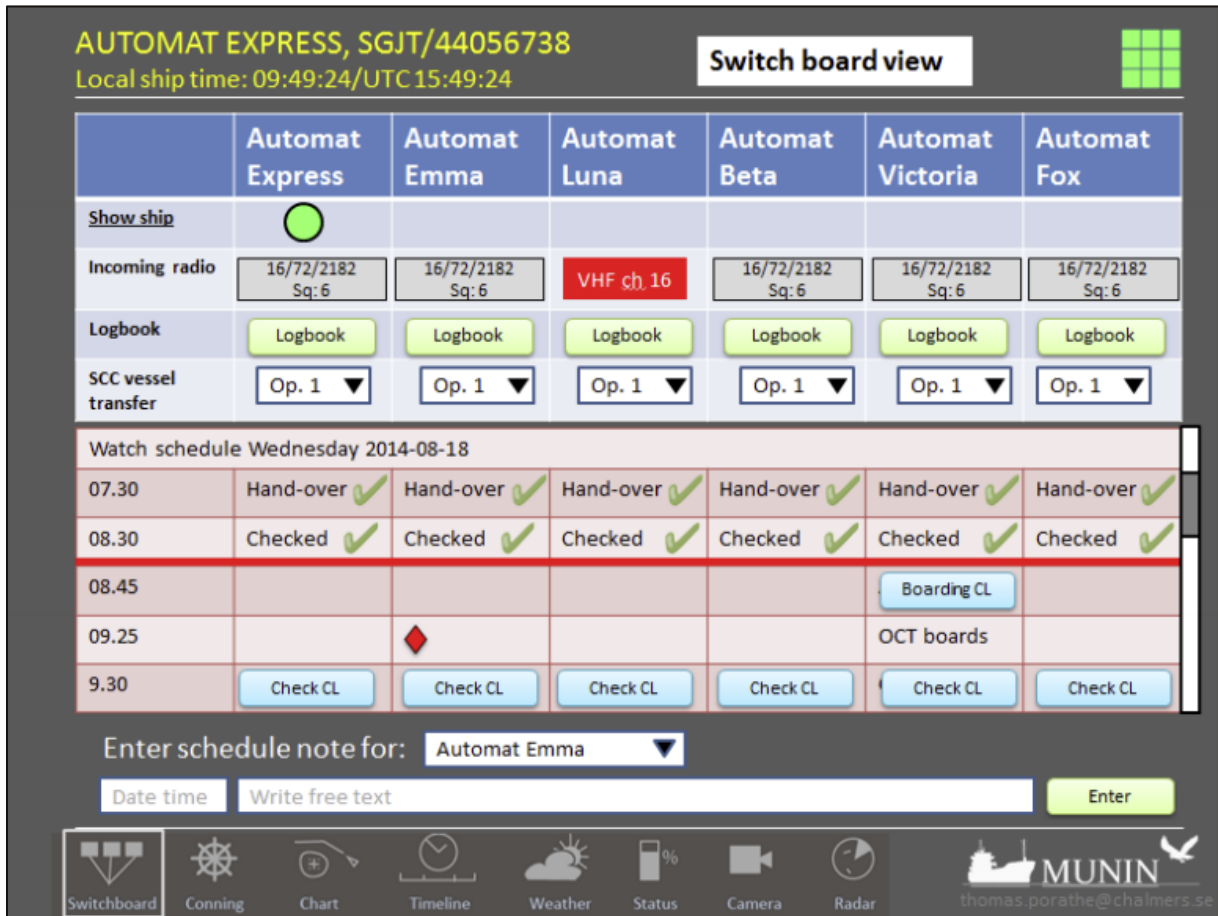 AUTOMAT EXPRESS, SGJT/44056738
Local ship time: 09:49:24/UTC 15:49:24
Switch board view
Automat Express
Automat Emma
Automat Luna
Automat Beta
Automat Victoria
Automat Fox
Show ship
Incoming radio
16/72/2182
Sq:6
16/72/2182
Sq:6
VHF ch 16
16/72/2182
Sq:6
16/72/2182
Sq:6
16/72/2182
Sq:6
Logbook
Logbook
Logbook
Logbook
Logbook
Logbook
Logbook
SCC vessel transfer
Op. 1
Op. 1
Op. 1
Op. 1
Op. 1
Op. 1
Watch schedule Wednesday 2014-08-18
07.30
Hand-over
Hand-over
Hand-over
Hand-over
Hand-over
Hand-over
08.30
Checked
Checked
Checked
Checked
Checked
Checked
08.45
Boarding CL
09.25
OCT boards
9.30
Check CL
Check CL
Check CL
Check CL
Check CL
Check CL
Enter schedule note for:
Automat Emma
Date time
Write free text
Enter
Switchboard
Conning
Chart
Timeline
Weather
%
Status
Camera
Radar
MUNIN
thomas.porathe@chalmers.se